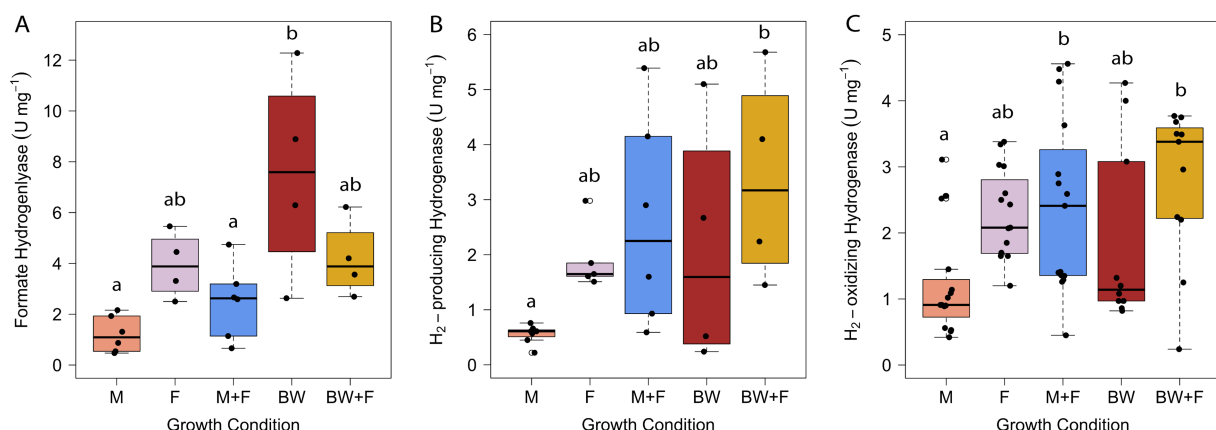 A
Formate Hydrogenlyase (U mg⁻¹)
12
10
8
6
4
2
0
a
ab
a
b
ab
M
F
M+F
BW
BW+F
Growth Condition
B
H₂− producing Hydrogenase (U mg⁻¹)
6
5
4
3
2
1
0
a
ab
ab
ab
b
M
F
M+F
BW
BW+F
Growth Condition
C
H₂− oxidizing Hydrogenase (U mg⁻¹)
5
4
3
2
1
0
a
ab
b
ab
b
M
F
M+F
BW
BW+F
Growth Condition